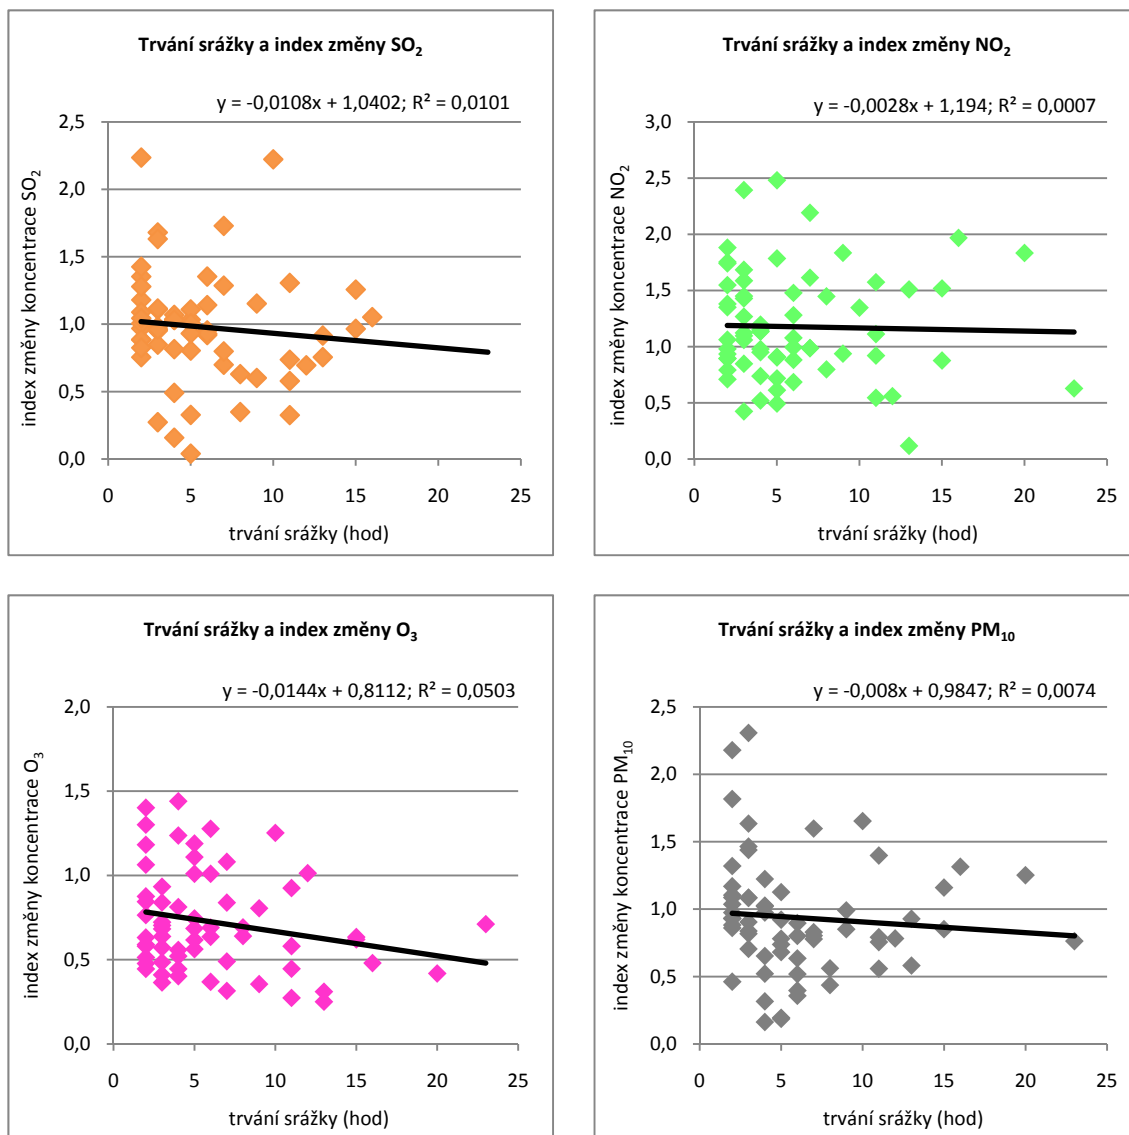 Trvání srážky a index změny SO₂
y = -0,0108x + 1,0402; R² = 0,0101
index změny koncentrace SO₂
2,5
2,0
1,5
1,0
0,5
0,0
0 5 10 15 20 25
trvání srážky (hod)
Trvání srážky a index změny NO₂
y = -0,0028x + 1,194; R² = 0,0007
index změny koncentrace NO₂
3,0
2,5
2,0
1,5
1,0
0,5
0,0
0 5 10 15 20 25
trvání srážky (hod)
Trvání srážky a index změny O₃
y = -0,0144x + 0,8112; R² = 0,0503
index změny koncentrace O₃
2,0
1,5
1,0
0,5
0,0
0 5 10 15 20 25
trvání srážky (hod)
Trvání srážky a index změny PM₁₀
y = -0,008x + 0,9847; R² = 0,0074
index změny koncentrace PM₁₀
2,5
2,0
1,5
1,0
0,5
0,0
0 5 10 15 20 25
trvání srážky (hod)